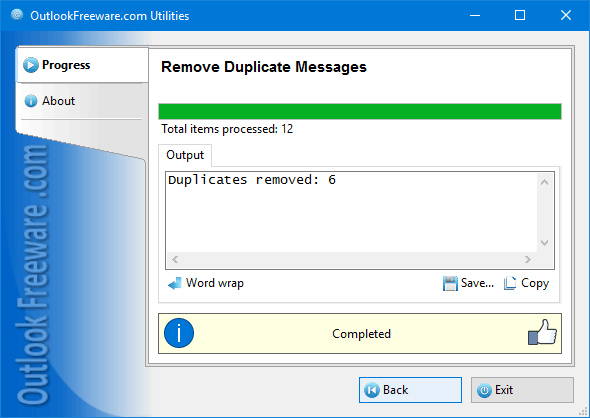 OutlookFreeware.com Utilities
Progress
About
Outlook Freeware .com
Remove Duplicate Messages
Total items processed: 12
Output
Duplicates removed: 6
Word wrap
Save...
Copy
Completed
Back
Exit